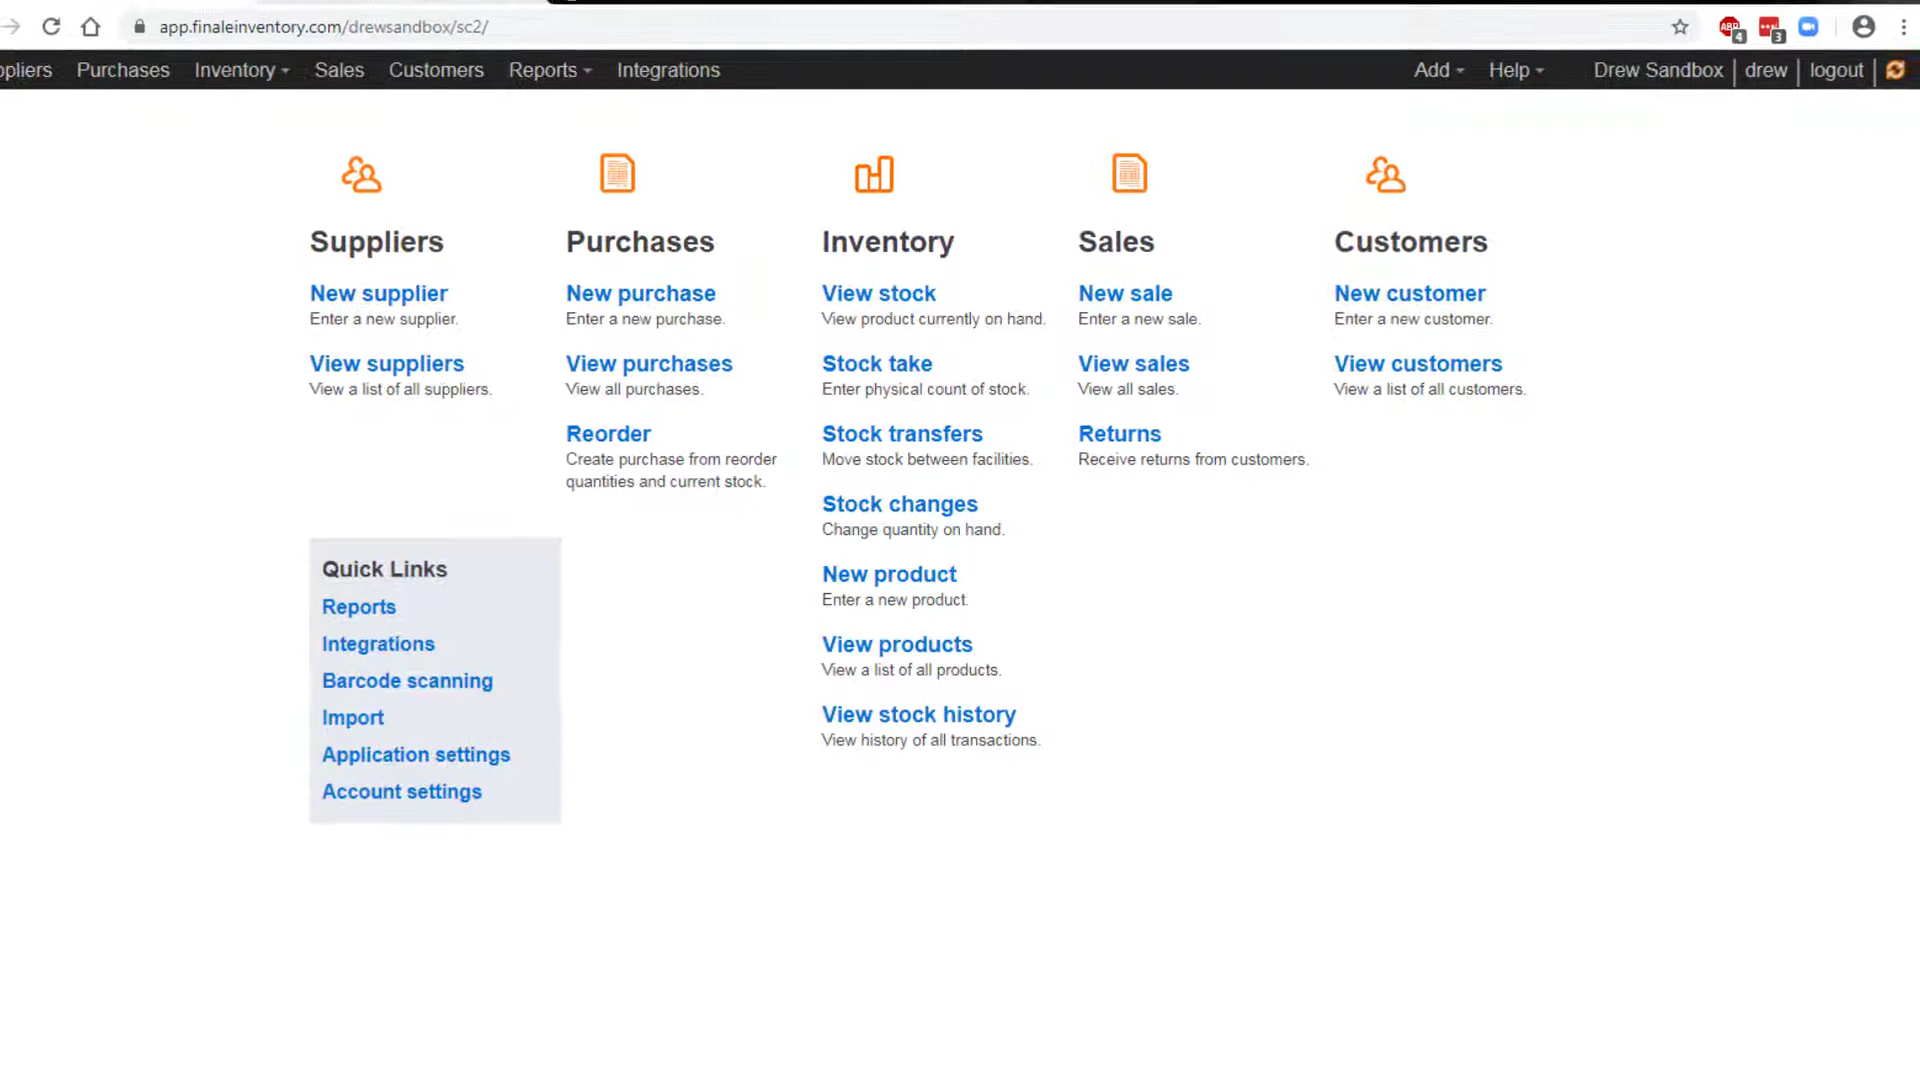 app.finaleinventory.com/drewsandbox/sc2/
ABP 4 3
ppliers Purchases Inventory Sales Customers Reports Integrations Add Help Drew Sandbox drew logout
Suppliers Purchases Inventory Sales Customers
New supplier
Enter a new supplier.
View suppliers
View a list of all suppliers.
New purchase
Enter a new purchase.
View purchases
View all purchases.
Reorder
Create purchase from reorder
quantities and current stock.
View stock
View product currently on hand.
Stock take
Enter physical count of stock.
Stock transfers
Move stock between facilities.
Stock changes
Change quantity on hand.
New product
Enter a new product.
View products
View a list of all products.
View stock history
View history of all transactions.
New sale
Enter a new sale.
View sales
View all sales.
Returns
Receive returns from customers.
New customer
Enter a new customer.
View customers
View a list of all customers.
Quick Links
Reports
Integrations
Barcode scanning
Import
Application settings
Account settings